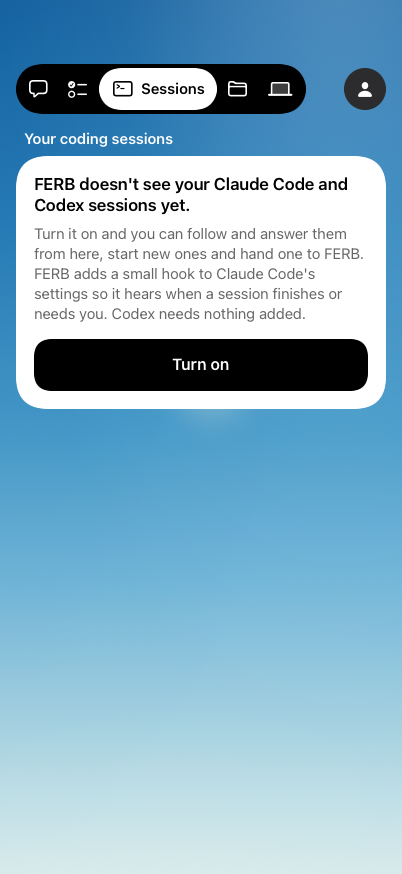 Sessions
Your coding sessions
FERB doesn't see your Claude Code and
Codex sessions yet.
Turn it on and you can follow and answer them
from here, start new ones and hand one to FERB.
FERB adds a small hook to Claude Code's
settings so it hears when a session finishes or
needs you. Codex needs nothing added.
Turn on